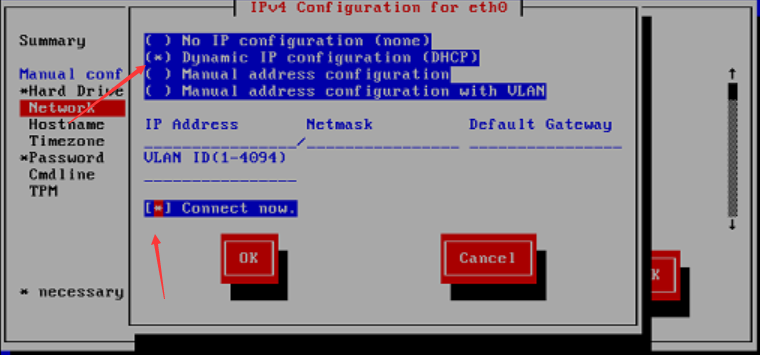 IPv4 Configuration for eth0
Summary
( ) No IP configuration (none)
(*) Dynamic IP configuration (DHCP)
Manual conf
( ) Manual address configuration
*Hard Drive
( ) Manual address configuration with VLAN
Network
Hostname
IP Address Netmask Default Gateway
Timezone
/
*Password
VLAN ID(1-4094)
Cmdline
TPM
[*] Connect now.
OK Cancel
K
* necessary